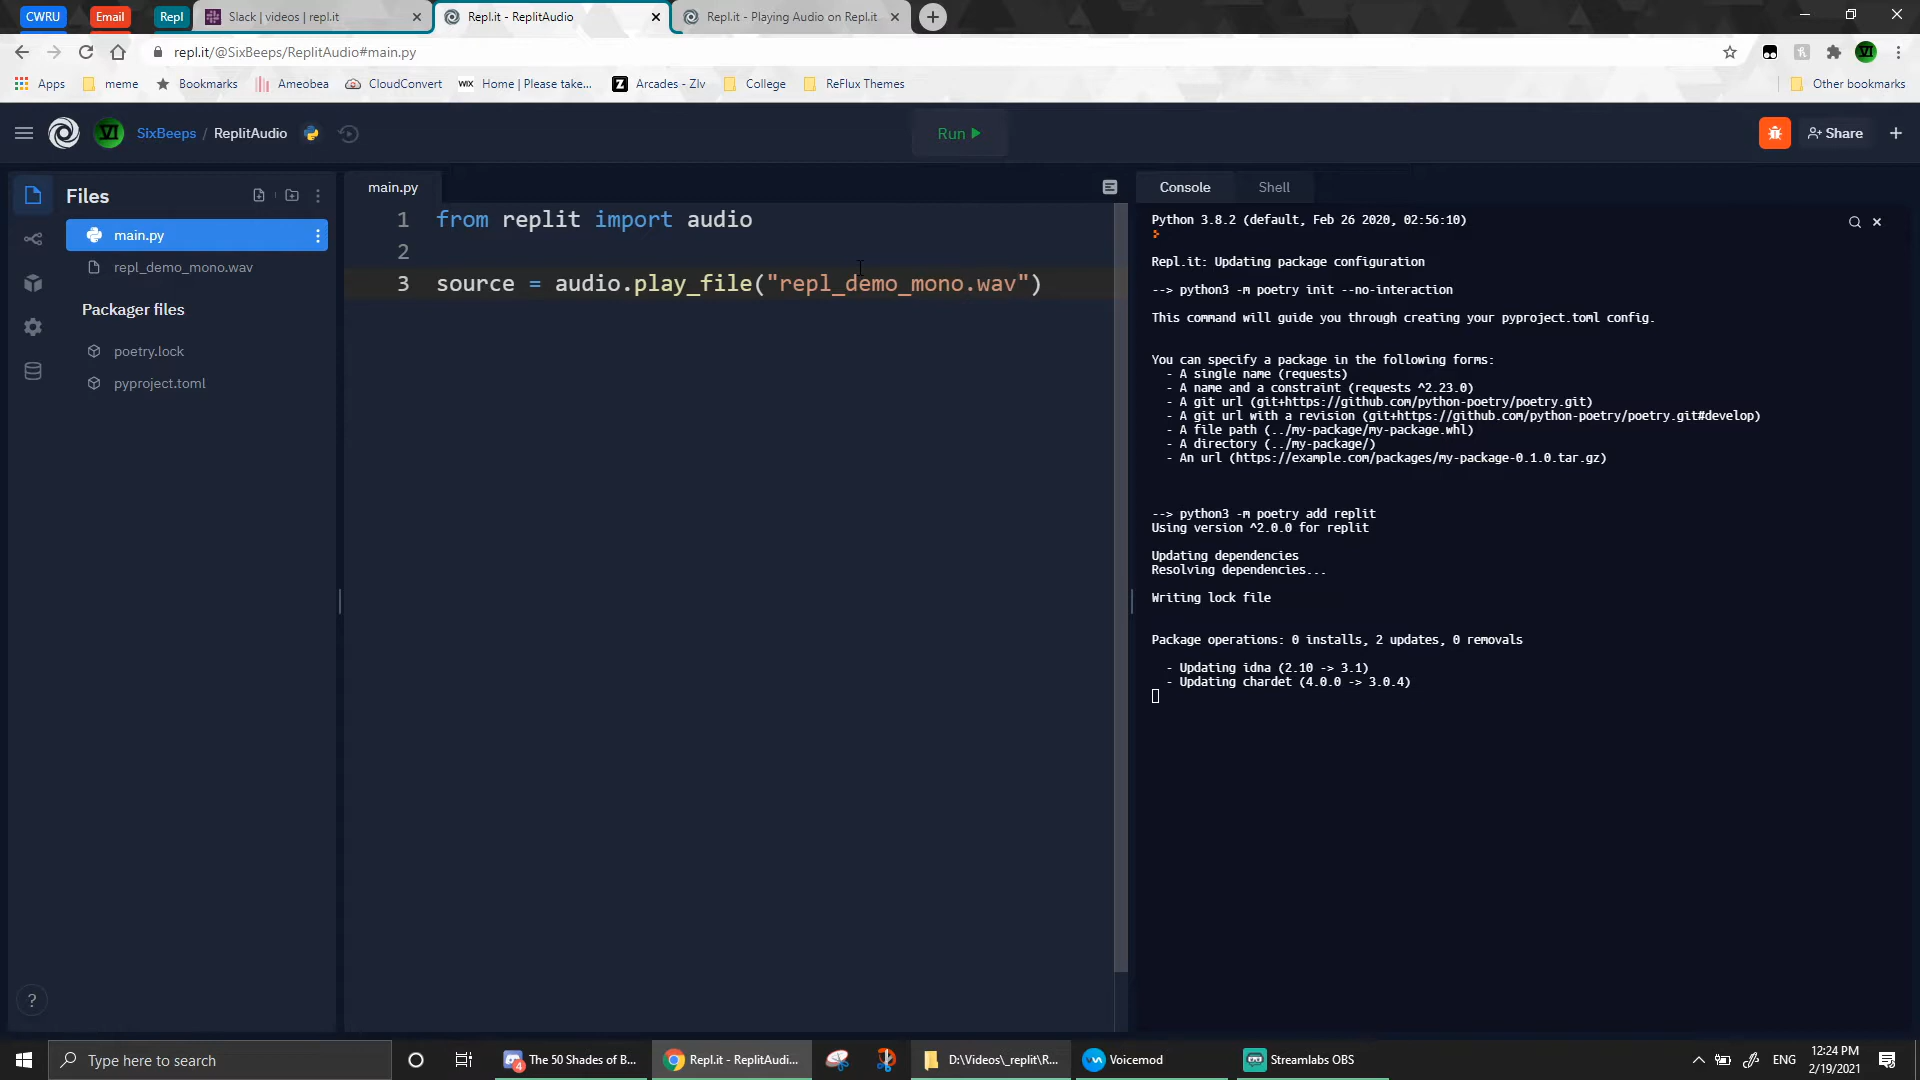 CWRU Email Repl Slack | videos | repl.it Repl.it - ReplitAudio Repl.it - Playing Audio on Repl.it
repl.it/@SixBeeps/ReplitAudio#main.py
Apps meme Bookmarks Ameobea CloudConvert WIX Home | Please take... Z Arcades - Zlv College ReFlux Themes Other bookmarks
VI SixBeeps / ReplitAudio Run Share
Files
main.py
repl_demo_mono.wav
Packager files
poetry.lock
pyproject.toml
main.py
1 from replit import audio
2
3 source = audio.play_file("repl_demo_mono.wav")
Console Shell
Python 3.8.2 (default, Feb 26 2020, 02:56:10)
Repl.it: Updating package configuration
--> python3 -m poetry init --no-interaction
This command will guide you through creating your pyproject.toml config.
You can specify a package in the following forms:
- A single name (requests)
- A name and a constraint (requests ^2.23.0)
- A git url (git+https://github.com/python-poetry/poetry.git)
- A git url with a revision (git+https://github.com/python-poetry/poetry.git#develop)
- A file path (../my-package/my-package.whl)
- A directory (../my-package/)
- An url (https://example.com/packages/my-package-0.1.0.tar.gz)
--> python3 -m poetry add replit
Using version ^2.0.0 for replit
Updating dependencies
Resolving dependencies...
Writing lock file
Package operations: 0 installs, 2 updates, 0 removals
- Updating idna (2.10 -> 3.1)
- Updating chardet (4.0.0 -> 3.0.4)
?
Type here to search 4 The 50 Shades of B... Repl.it - ReplitAudi... D:\Videos\_replit\R... Voicemod Streamlabs OBS ENG
12:24 PM
2/19/2021